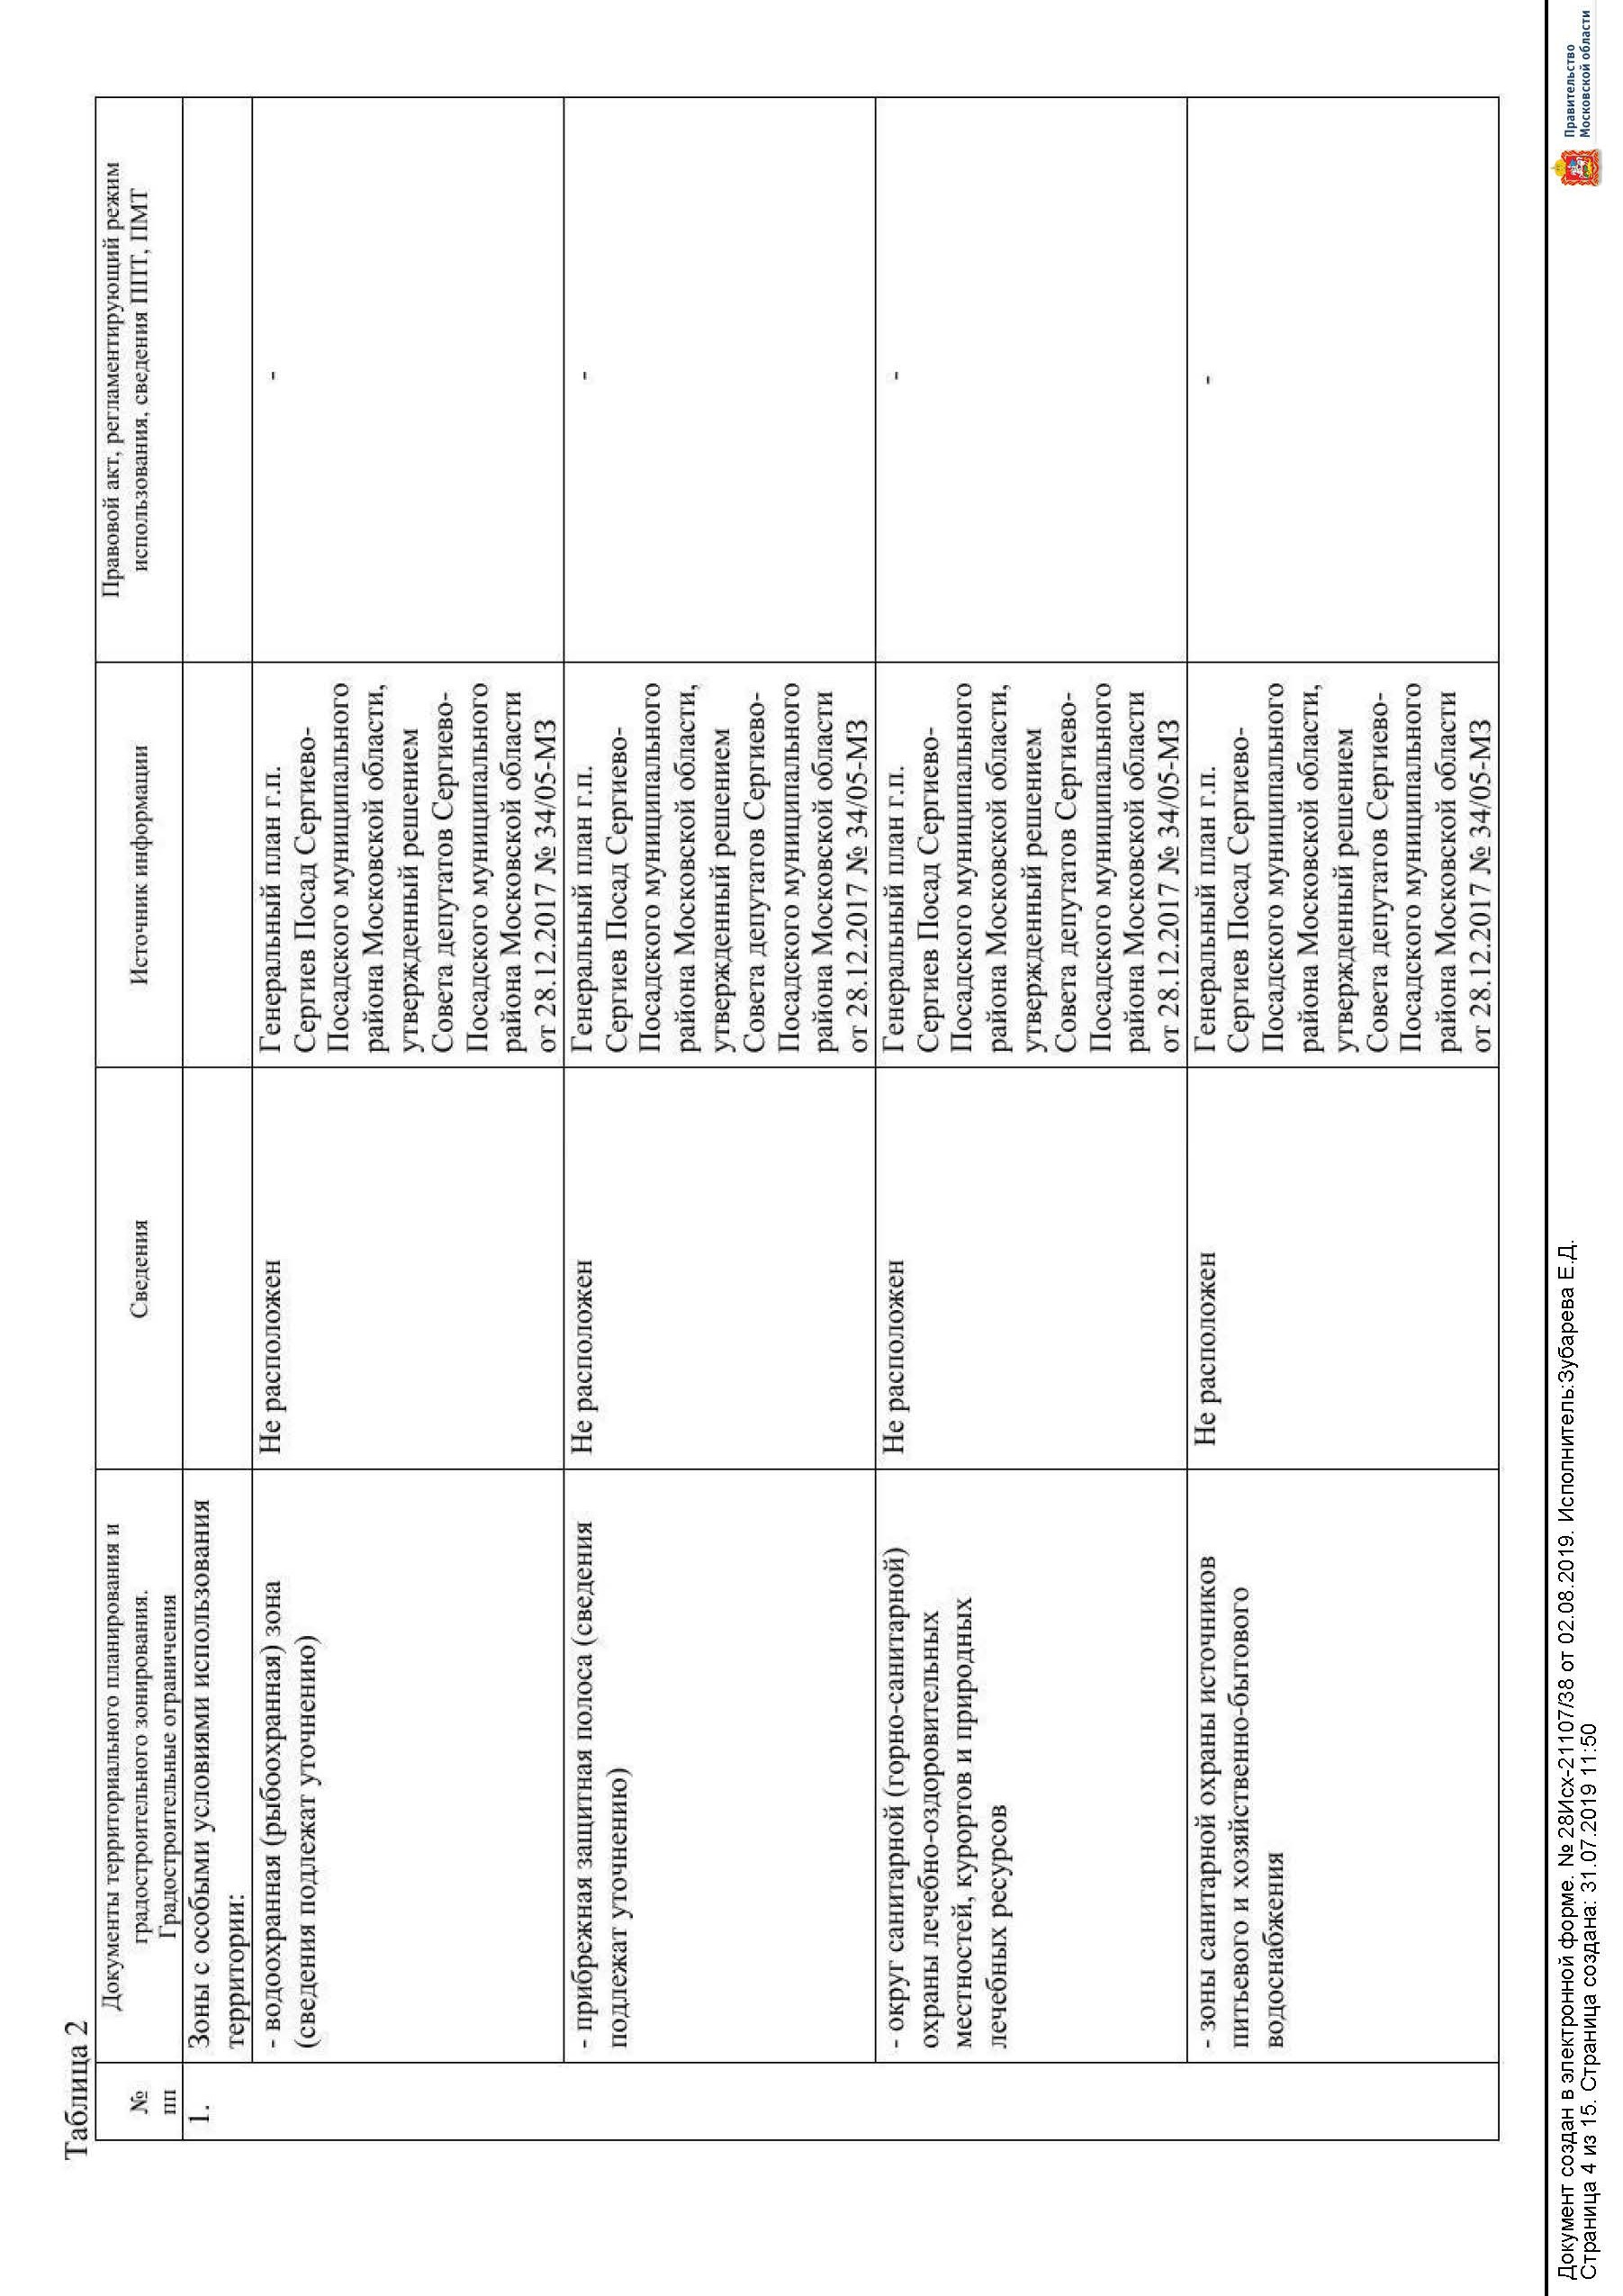 Таблица 2
№
пп
Документы территориального планирования и
градостроительного зонирования.
Градостроительные ограничения
Сведения
Источник информации
Правовой акт, регламентирующий режим
использования, сведения ППТ, ПМТ
1.
Зоны с особыми условиями использования
территории:
- водоохранная (рыбоохранная) зона
(сведения подлежат уточнению)
Не расположен
Генеральный план г.п.
Сергиев Посад Сергиево-
Посадского муниципального
района Московской области,
утвержденный решением
Совета депутатов Сергиево-
Посадского муниципального
района Московской области
от 28.12.2017 № 34/05-МЗ
-
- прибрежная защитная полоса (сведения
подлежат уточнению)
Не расположен
Генеральный план г.п.
Сергиев Посад Сергиево-
Посадского муниципального
района Московской области,
утвержденный решением
Совета депутатов Сергиево-
Посадского муниципального
района Московской области
от 28.12.2017 № 34/05-МЗ
-
- округ санитарной (горно-санитарной)
охраны лечебно-оздоровительных
местностей, курортов и природных
лечебных ресурсов
Не расположен
Генеральный план г.п.
Сергиев Посад Сергиево-
Посадского муниципального
района Московской области,
утвержденный решением
Совета депутатов Сергиево-
Посадского муниципального
района Московской области
от 28.12.2017 № 34/05-МЗ
-
- зоны санитарной охраны источников
питьевого и хозяйственно-бытового
водоснабжения
Не расположен
Генеральный план г.п.
Сергиев Посад Сергиево-
Посадского муниципального
района Московской области,
утвержденный решением
Совета депутатов Сергиево-
Посадского муниципального
района Московской области
от 28.12.2017 № 34/05-МЗ
-
Документ создан в электронной форме. № 28Исх-21107/38 от 02.08.2019. Исполнитель:Зубарева Е.Д.
Страница 4 из 15. Страница создана: 31.07.2019 11:50
Правительство
Московской области